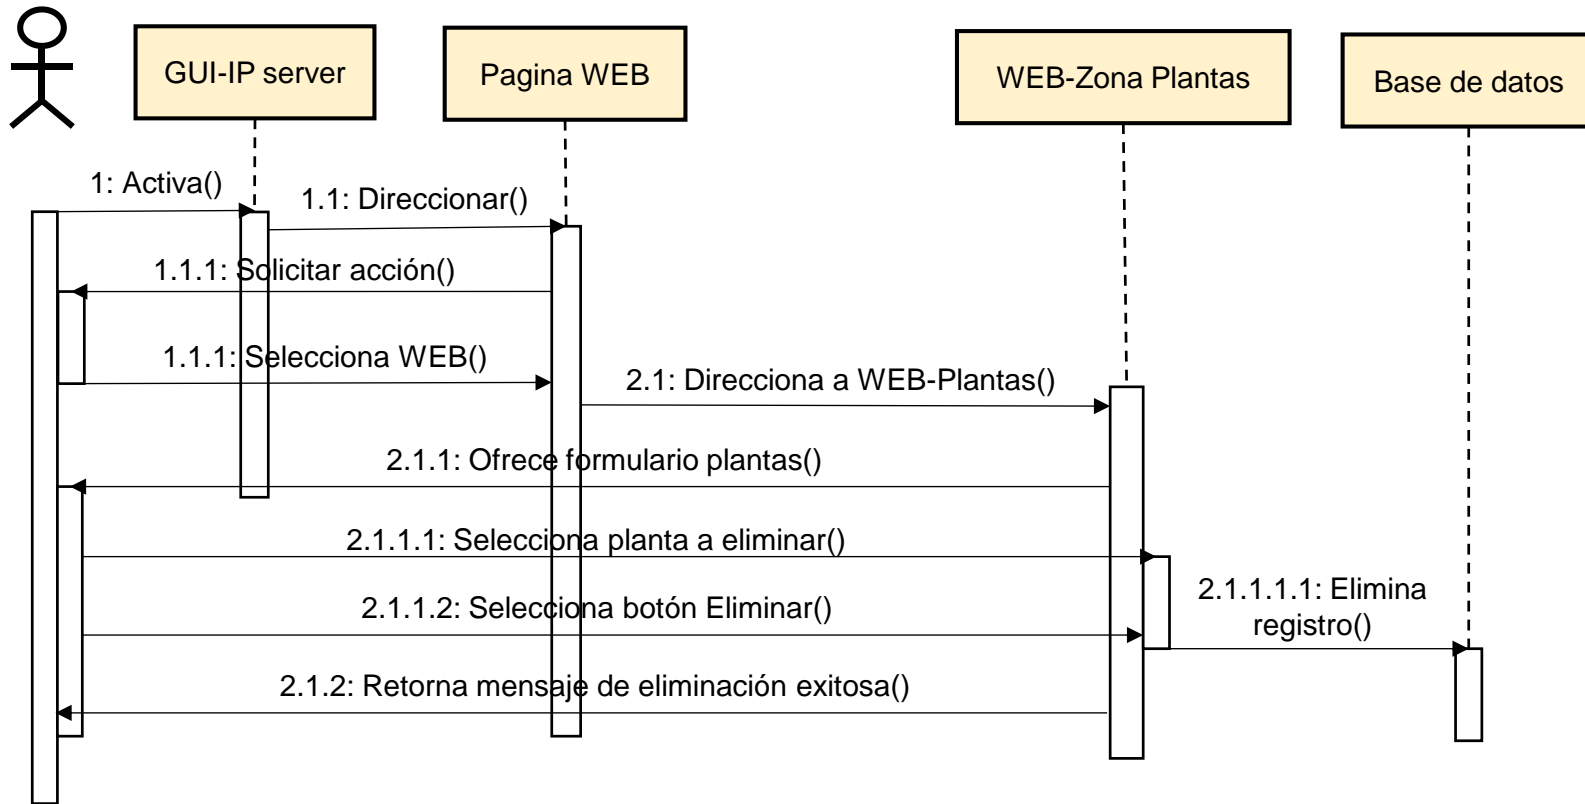 GUI-IP server
Pagina WEB
WEB-Zona Plantas
Base de datos
1: Activa()
1.1: Direccionar()
1.1.1: Solicitar acción()
1.1.1: Selecciona WEB()
2.1: Direcciona a WEB-Plantas()
2.1.1: Ofrece formulario plantas()
2.1.1.1: Selecciona planta a eliminar()
2.1.1.2: Selecciona botón Eliminar()
2.1.1.1.1: Elimina
registro()
2.1.2: Retorna mensaje de eliminación exitosa()